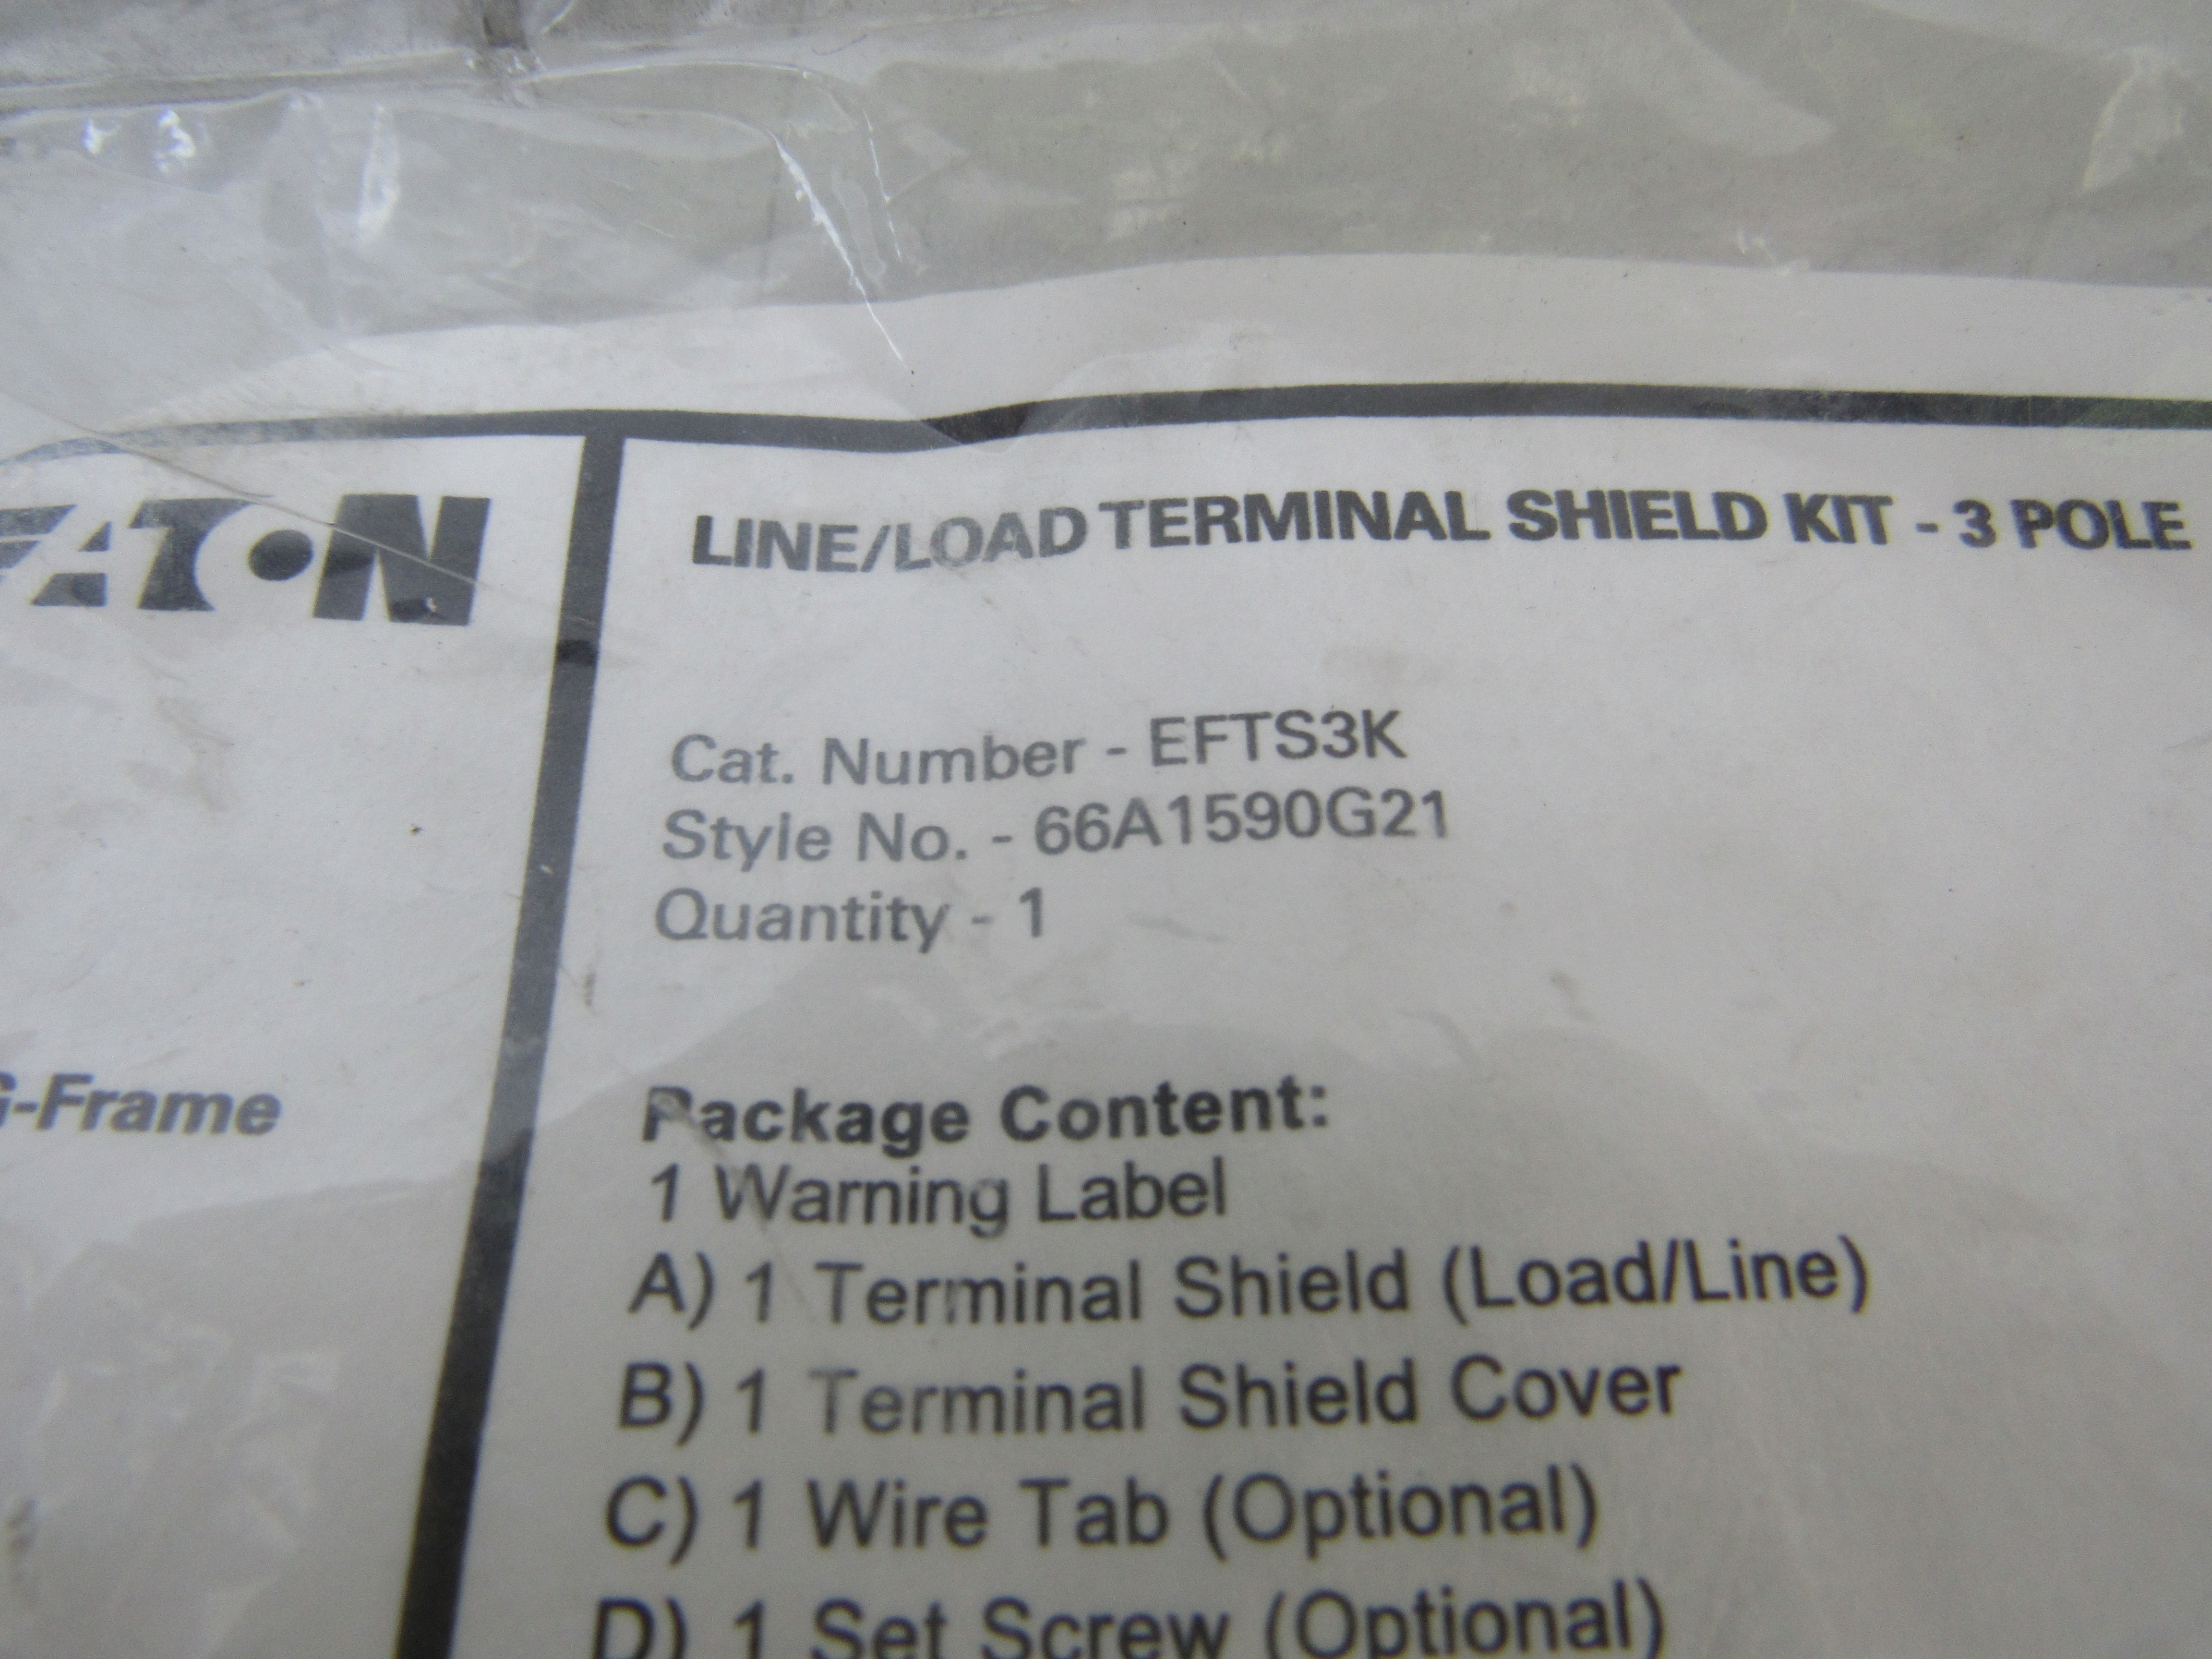 EATON
LINE/LOAD TERMINAL SHIELD KIT - 3 POLE
Cat. Number - EFTS3K
Style No. - 66A1590G21
Quantity - 1
G-Frame
Package Content:
1 Warning Label
A) 1 Terminal Shield (Load/Line)
B) 1 Terminal Shield Cover
C) 1 Wire Tab (Optional)
D) 1 Set Screw (Optional)